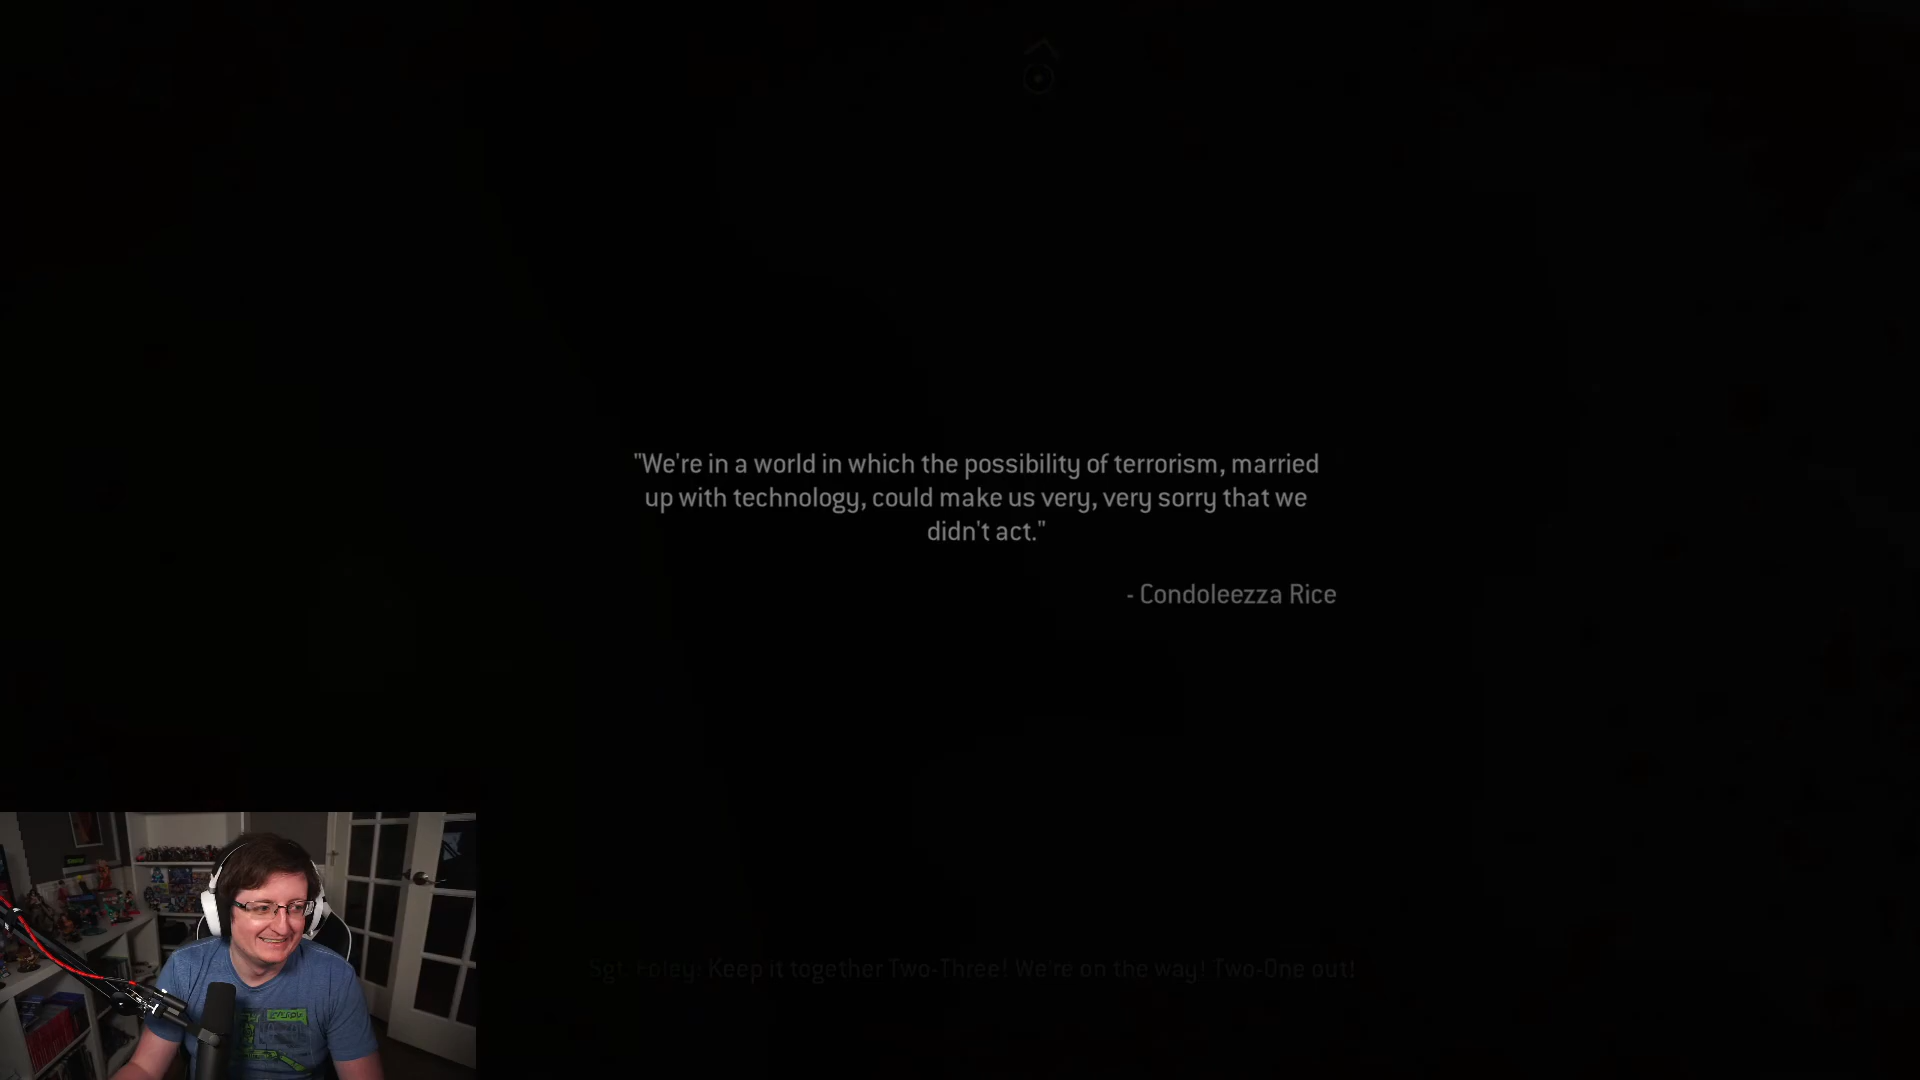 "We're in a world in which the possibility of terrorism, married
up with technology, could make us very, very sorry that we
didn't act."
- Condoleezza Rice
Sgt. Foley: Keep it together Two-Three! We're on the way! Two-One out!